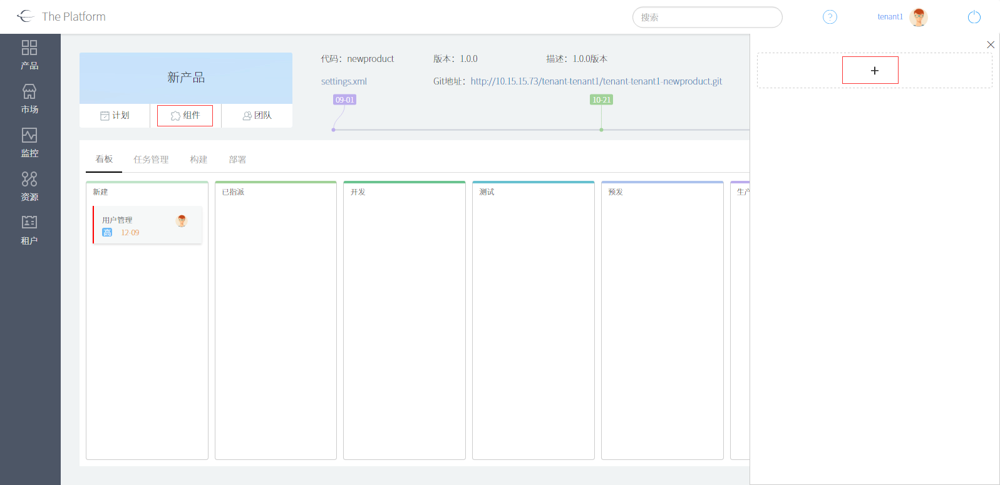 The Platform
搜索
?
tenant1
产品
市场
监控
资源
租户
新产品
计划
组件
团队
代码：newproduct
版本：1.0.0
描述：1.0.0版本
settings.xml
Git地址：http://10.15.15.73/tenant-tenant1/tenant-tenant1-newproduct.git
09-01
10-21
+
看板
任务管理
构建
部署
新建
已指派
开发
测试
预发
生产
用户管理
高
12-09